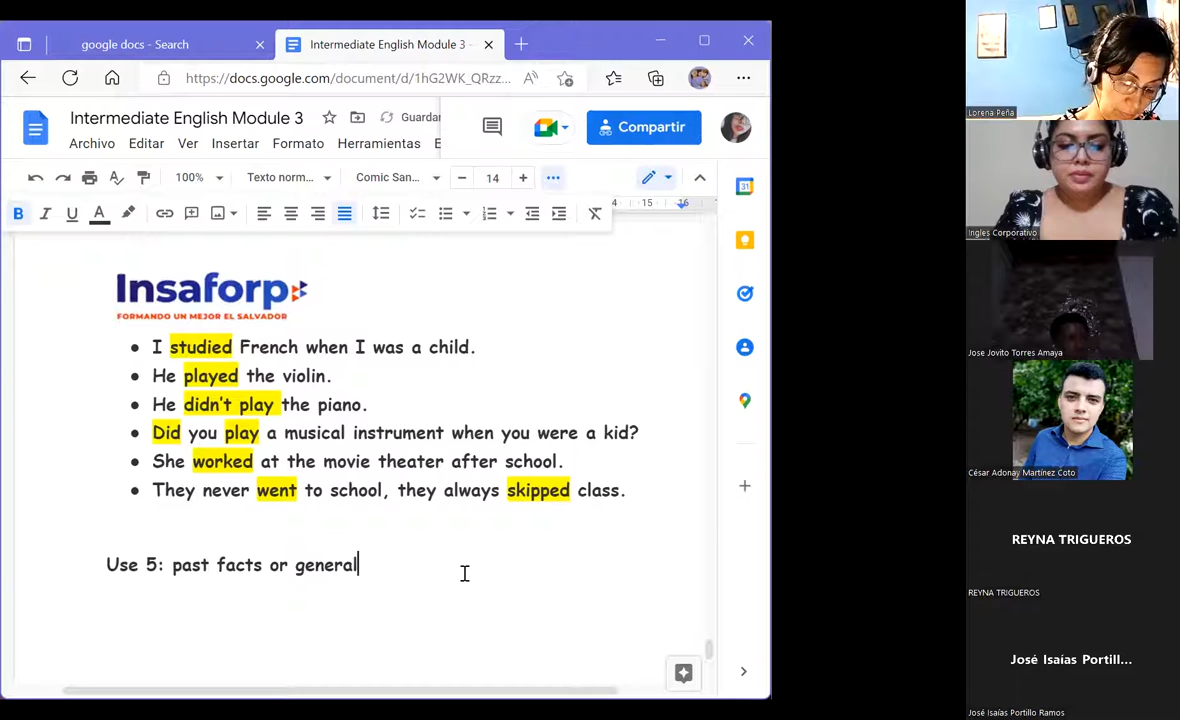 google docs - Search
Intermediate English Module 3 -
https://docs.google.com/document/d/1hG2WK_QRzz...
Intermediate English Module 3
Guardar
Compartir
Archivo Editar Ver Insertar Formato Herramientas E
100% Texto norm... Comic San... 14
4 15 16
Insaforp
FORMANDO UN MEJOR EL SALVADOR
I studied French when I was a child.
He played the violin.
He didn't play the piano.
Did you play a musical instrument when you were a kid?
She worked at the movie theater after school.
They never went to school, they always skipped class.
Use 5: past facts or general
Lorena Peña
Ingles Corporativo
Jose Jovito Torres Amaya
César Adonay Martínez Coto
REYNA TRIGUEROS
REYNA TRIGUEROS
José Isaías Portill...
José Isaías Portillo Ramos